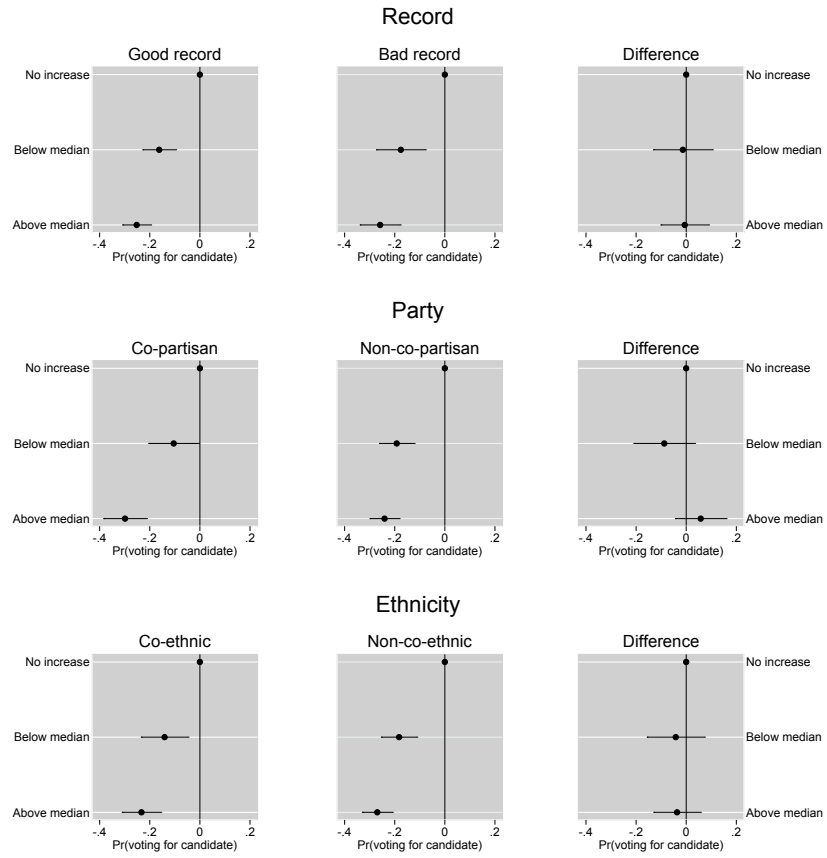 Record
Good record Bad record Difference
No increase No increase
Below median Below median
Above median Above median
-.4 -.2 0 .2 -.4 -.2 0 .2 -.4 -.2 0 .2
Pr(voting for candidate) Pr(voting for candidate) Pr(voting for candidate)
Party
Co-partisan Non-co-partisan Difference
No increase No increase
Below median Below median
Above median Above median
-.4 -.2 0 .2 -.4 -.2 0 .2 -.4 -.2 0 .2
Pr(voting for candidate) Pr(voting for candidate) Pr(voting for candidate)
Ethnicity
Co-ethnic Non-co-ethnic Difference
No increase No increase
Below median Below median
Above median Above median
-.4 -.2 0 .2 -.4 -.2 0 .2 -.4 -.2 0 .2
Pr(voting for candidate) Pr(voting for candidate) Pr(voting for candidate)